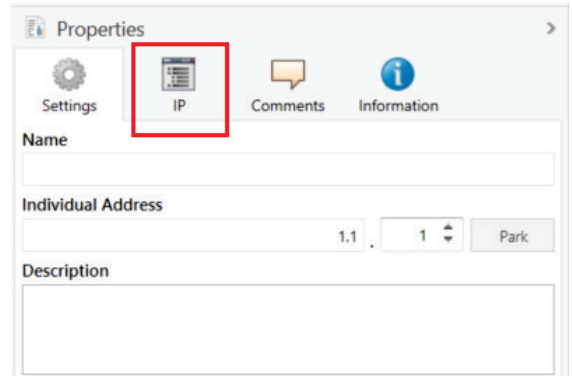 Properties
Settings IP Comments Information
Name
Individual Address
1.1 . 1 Park
Description